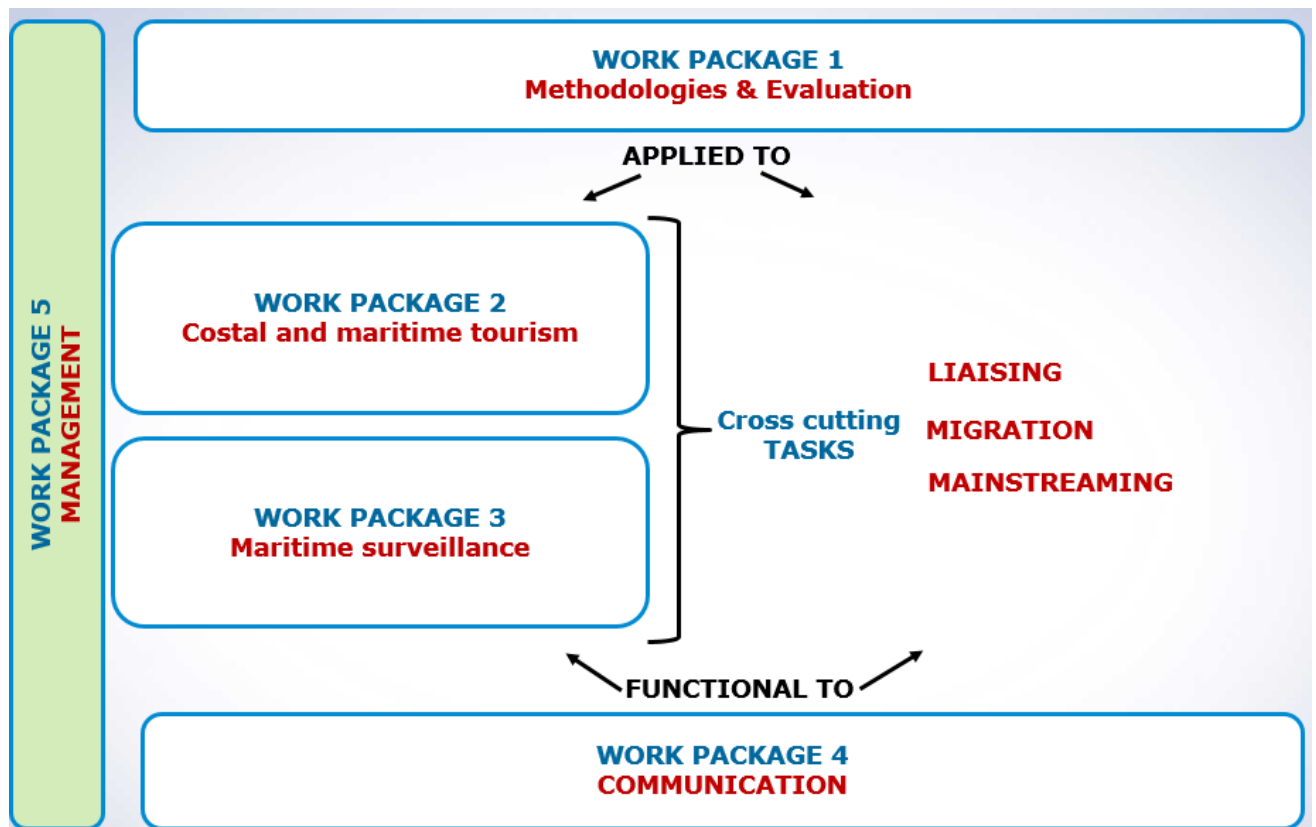 WORK PACKAGE 5
MANAGEMENT
WORK PACKAGE 1
Methodologies & Evaluation
APPLIED TO
WORK PACKAGE 2
Costal and maritime tourism
WORK PACKAGE 3
Maritime surveillance
Cross cutting
TASKS
LIAISING
MIGRATION
MAINSTREAMING
FUNCTIONAL TO
WORK PACKAGE 4
COMMUNICATION